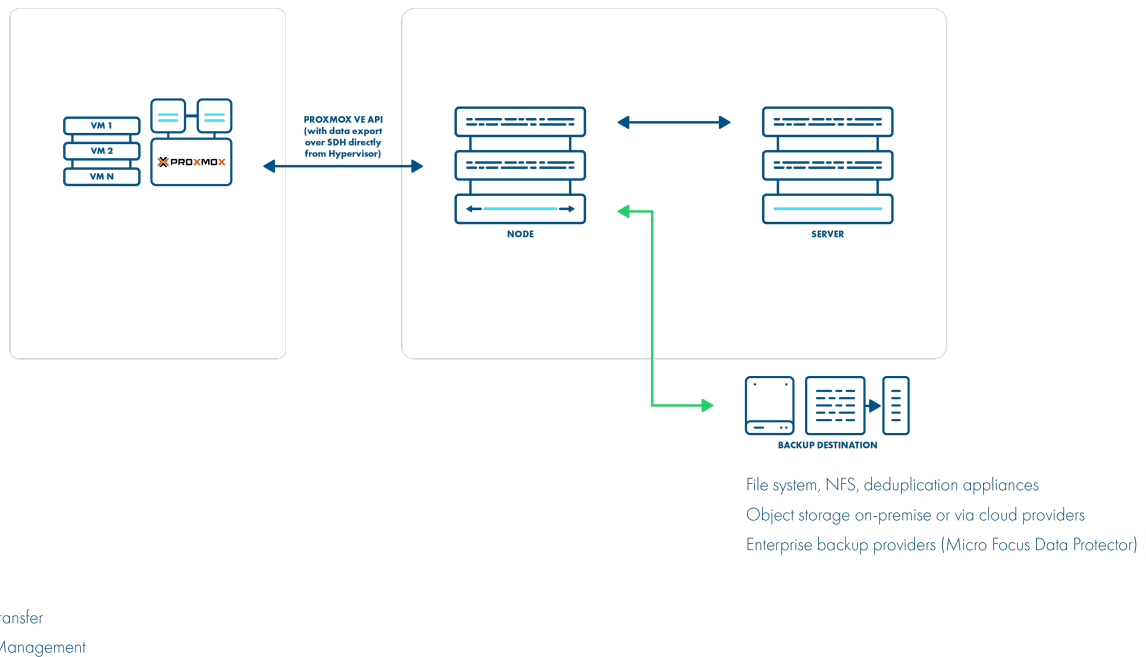 VM 1
VM 2
VM N
PROXMOX
PROXMOX VE API
(with data export
over SDH directly
from Hypervisor)
NODE
SERVER
BACKUP DESTINATION
File system, NFS, deduplication appliances
Object storage on-premise or via cloud providers
Enterprise backup providers (Micro Focus Data Protector)
ransfer
Management